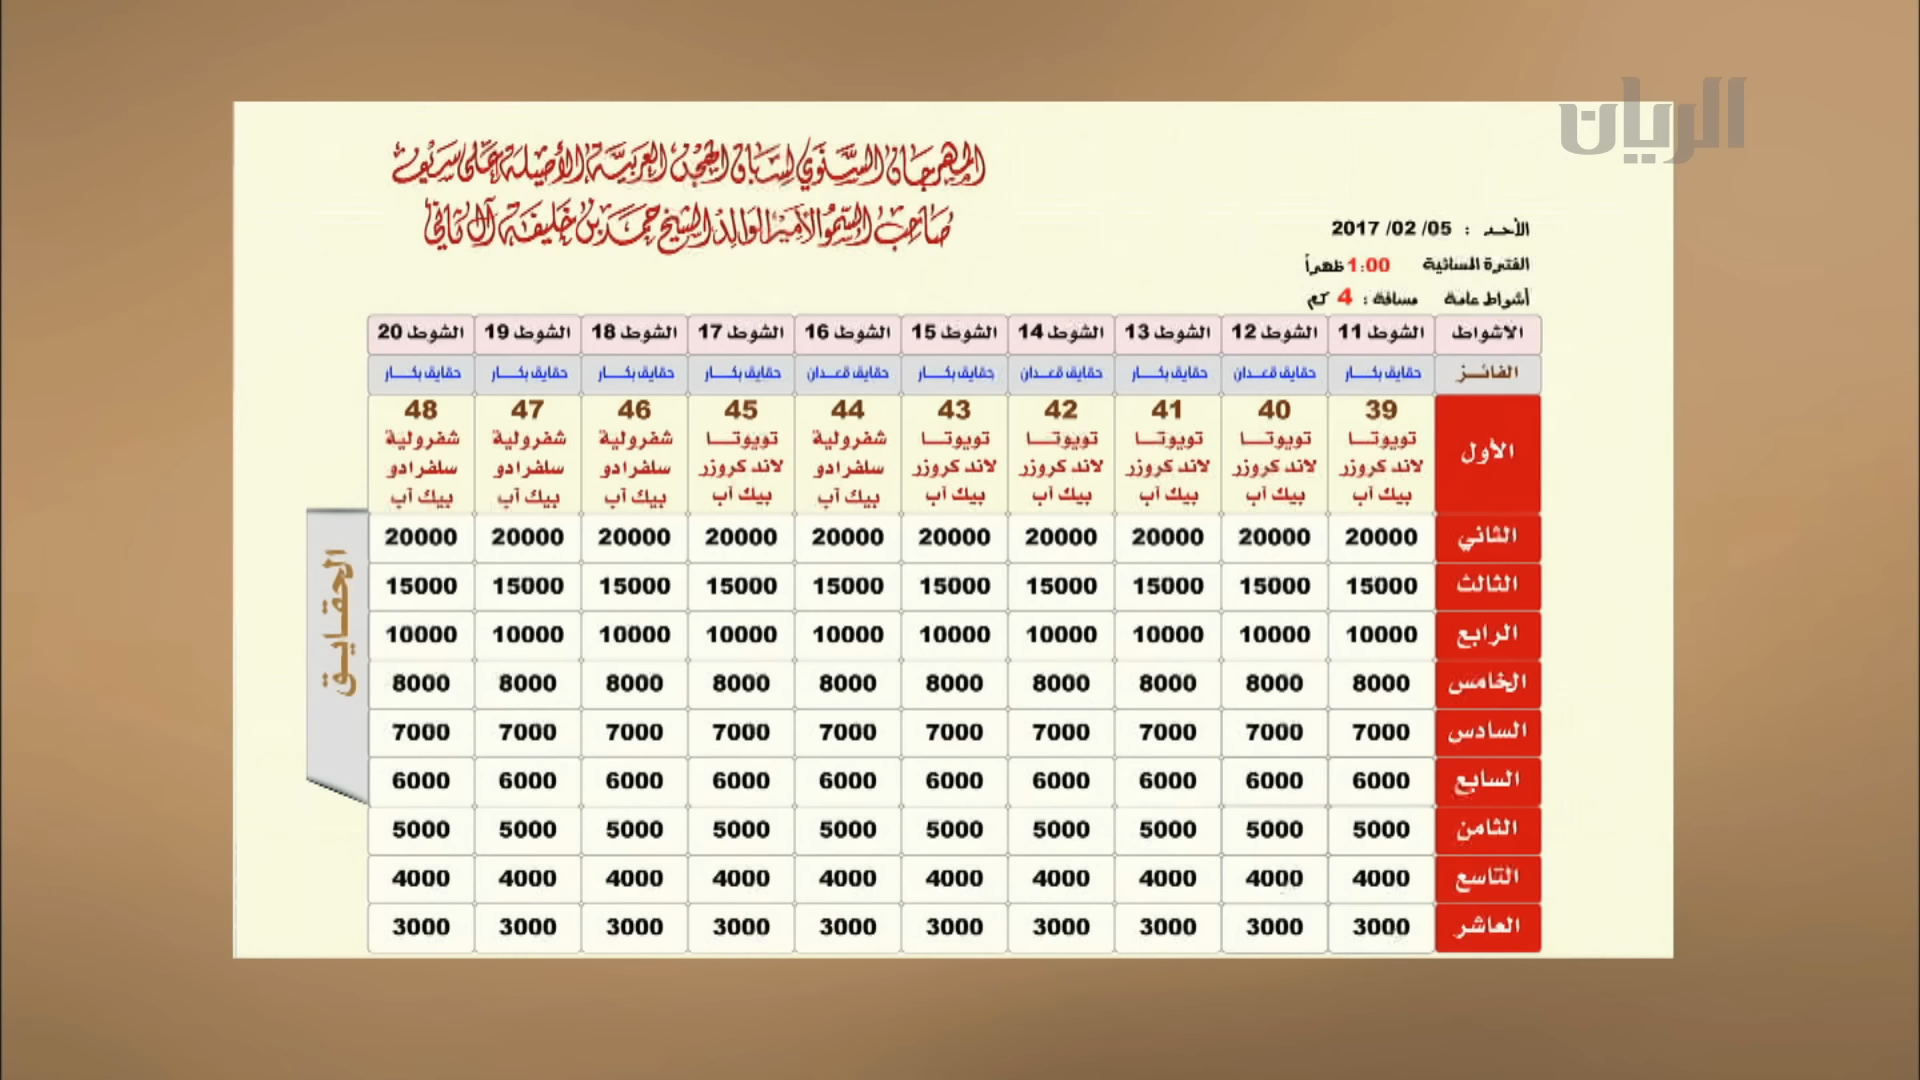 الريان
المهرجان السنوي لسباق الهجن العربية الأصيلة على سيف
صاحب السمو الأمير الوالد الشيخ حمد بن خليفة آل ثاني
الأحد : 05/ 02/ 2017
الفترة المسائية 1:00 ظهراً
أشواط عامة مسافة : 4 كم
الاشواط الشوط 11 الشوط 12 الشوط 13 الشوط 14 الشوط 15 الشوط 16 الشوط 17 الشوط 18 الشوط 19 الشوط 20
الفائز حقايق بكار حقايق قعدان حقايق بكار حقايق قعدان حقايق بكار حقايق قعدان حقايق بكار حقايق بكار حقايق بكار حقايق بكار
الأول 39 40 41 42 43 44 45 46 47 48
تويوتا تويوتا تويوتا تويوتا تويوتا شفرولية تويوتا شفرولية شفرولية شفرولية
لاند كروزر لاند كروزر لاند كروزر لاند كروزر لاند كروزر سلفرادو لاند كروزر سلفرادو سلفرادو سلفرادو
بيك آب بيك آب بيك آب بيك آب بيك آب بيك آب بيك آب بيك آب بيك آب بيك آب
الثاني 20000 20000 20000 20000 20000 20000 20000 20000 20000 20000
الثالث 15000 15000 15000 15000 15000 15000 15000 15000 15000 15000
الرابع 10000 10000 10000 10000 10000 10000 10000 10000 10000 10000
الخامس 8000 8000 8000 8000 8000 8000 8000 8000 8000 8000
السادس 7000 7000 7000 7000 7000 7000 7000 7000 7000 7000
السابع 6000 6000 6000 6000 6000 6000 6000 6000 6000 6000
الثامن 5000 5000 5000 5000 5000 5000 5000 5000 5000 5000
التاسع 4000 4000 4000 4000 4000 4000 4000 4000 4000 4000
العاشر 3000 3000 3000 3000 3000 3000 3000 3000 3000 3000
الحقايق